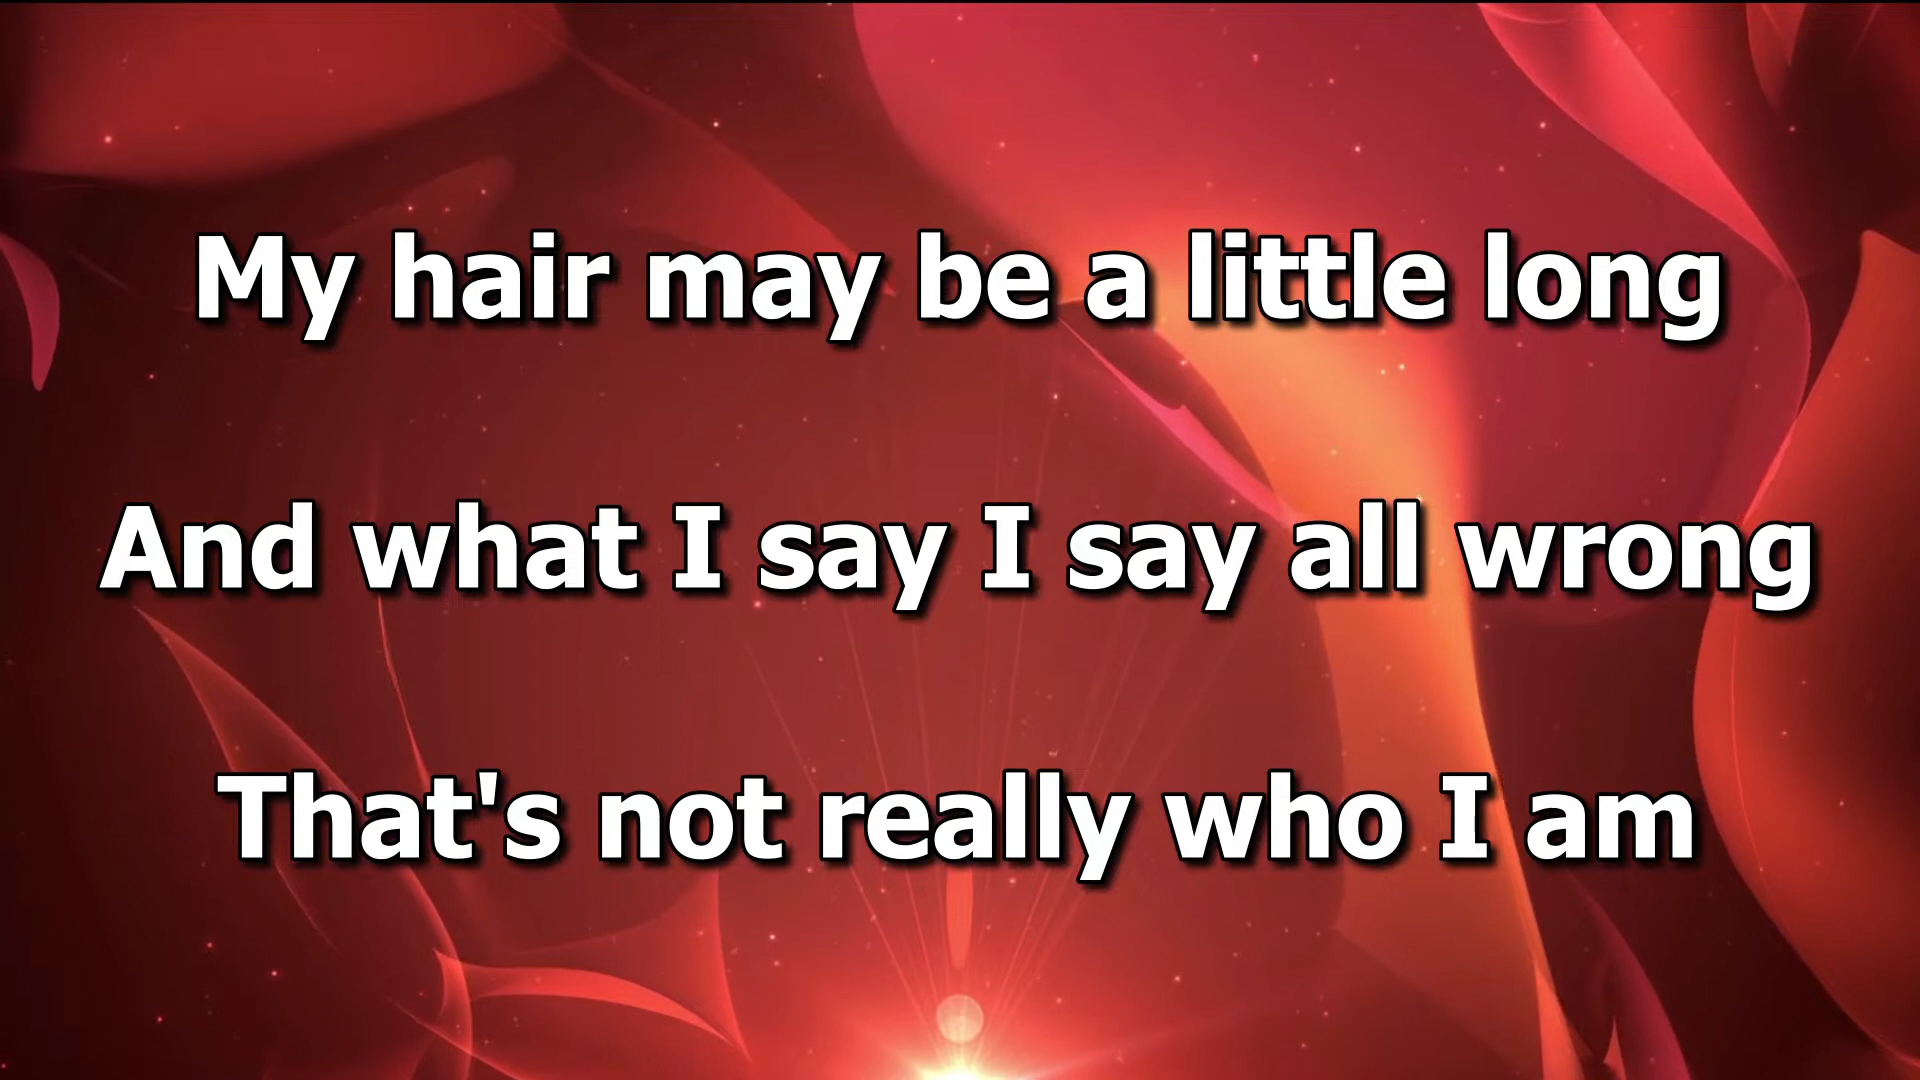 My hair may be a little long
And what I say I say all wrong
That's not really who I am